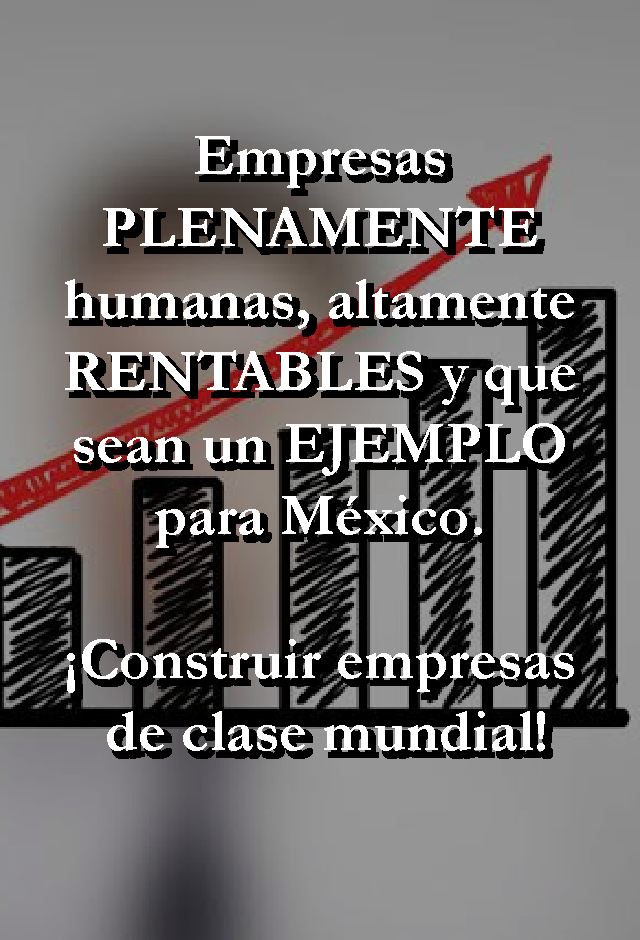 Empresas
PLENAMENTE
humanas, altamente
RENTABLES y que
sean un EJEMPLO
para México.
¡Construir empresas
de clase mundial!